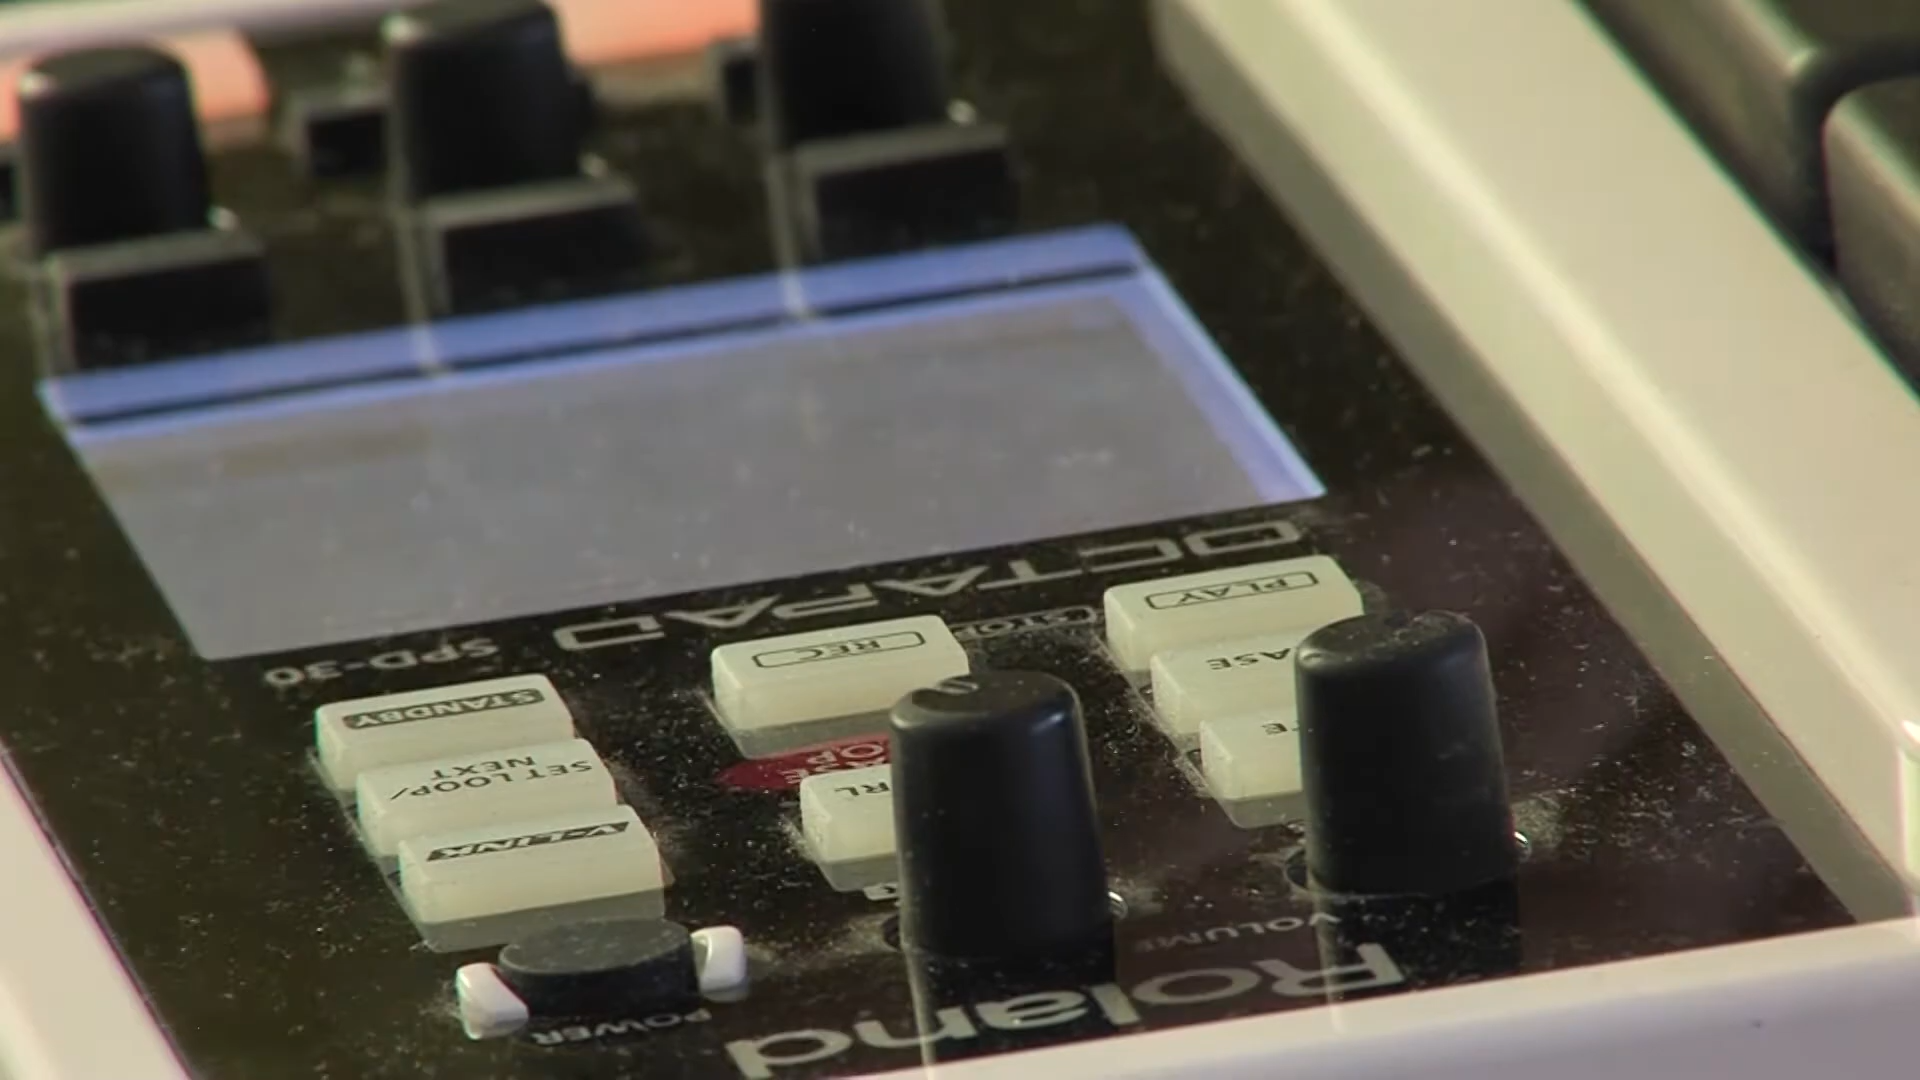 Roland
VOLUME
POWER
V-LINK
SET LOOP/
NEXT
STANDBY
REC
PLAY
OCTAPAD
SPD-30